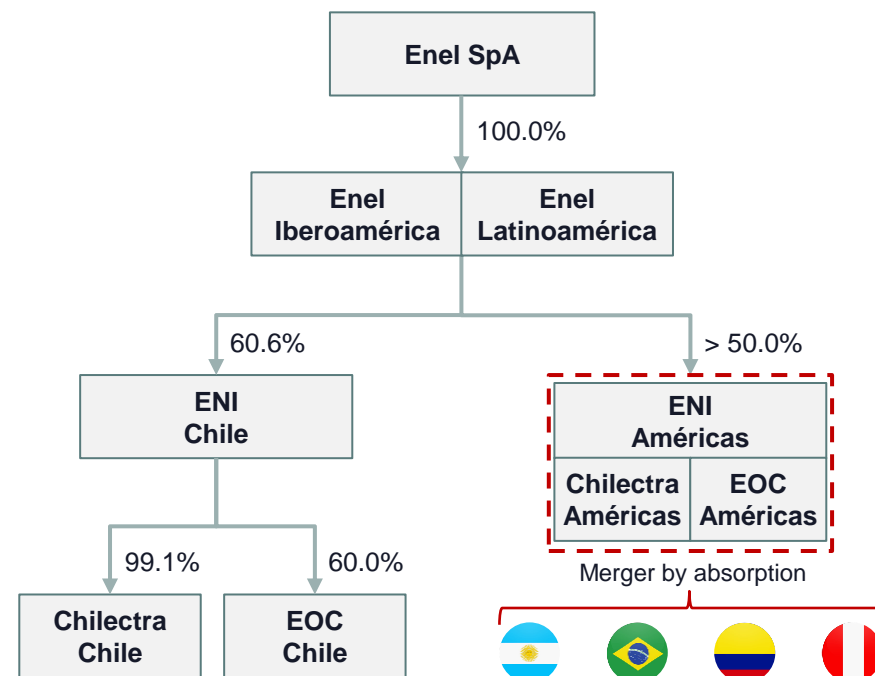 Enel SpA
100.0%
Enel
Iberoamérica
Enel
Latinoamérica
60.6%
> 50.0%
ENI
Chile
ENI
Américas
Chilectra
Américas
EOC
Américas
99.1%
60.0%
Merger by absorption
Chilectra
Chile
EOC
Chile